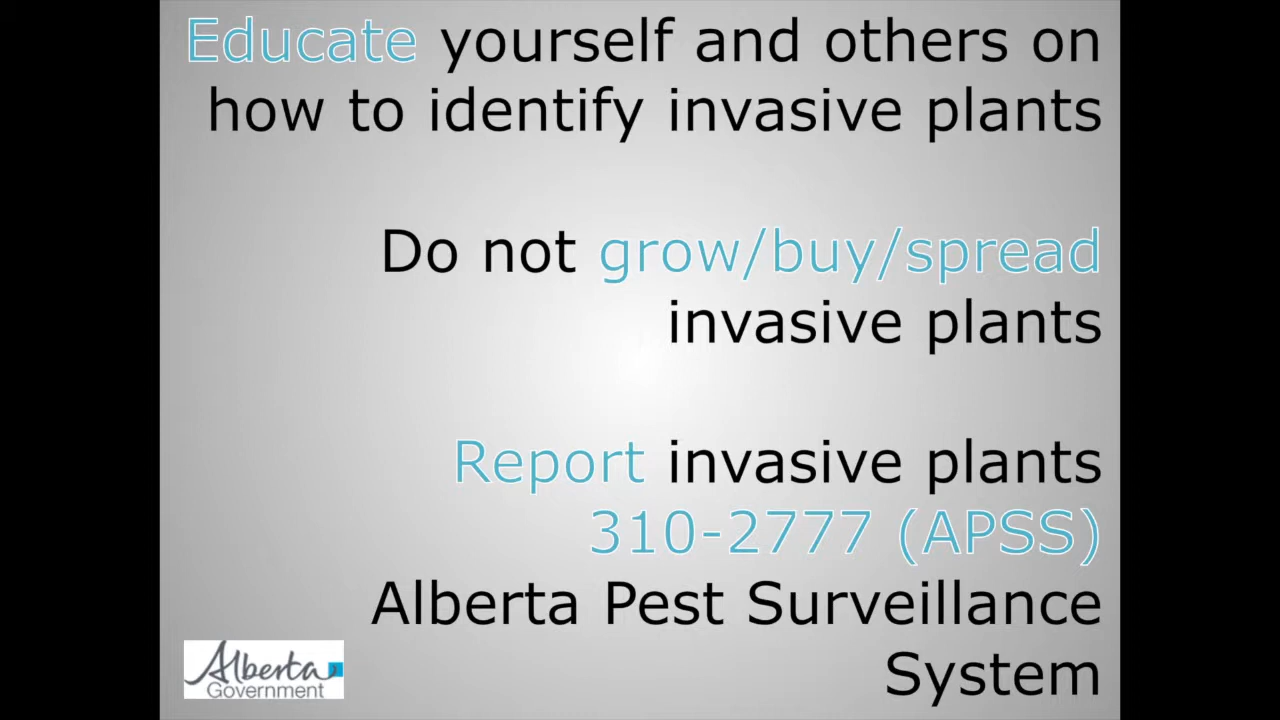 Educate yourself and others on
how to identify invasive plants
Do not grow/buy/spread
invasive plants
Report invasive plants
310-2777 (APSS)
Alberta Pest Surveillance
System
Alberta
Government